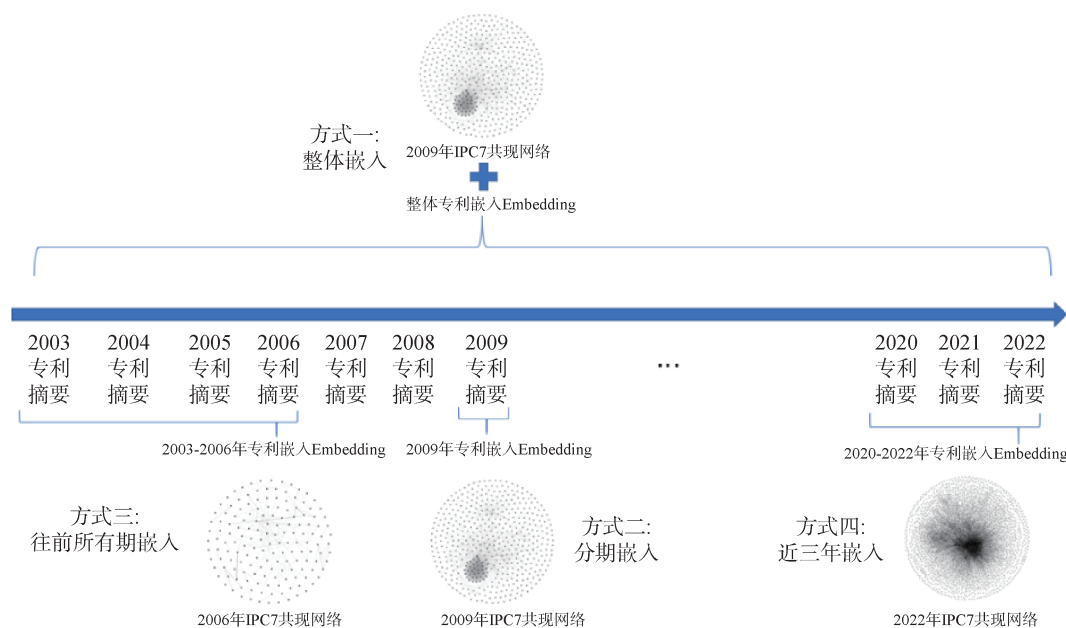 方式一:
整体嵌入
2009年IPC7共现网络
整体专利嵌入Embedding
2003 2004 2005 2006 2007 2008 2009 2020 2021 2022
专利 专利 专利 专利 专利 专利 专利 ... 专利 专利 专利
摘要 摘要 摘要 摘要 摘要 摘要 摘要 摘要 摘要 摘要
2003-2006年专利嵌入Embedding
2009年专利嵌入Embedding
2020-2022年专利嵌入Embedding
方式三:
往前所有期嵌入
2006年IPC7共现网络
方式二:
分期嵌入
2009年IPC7共现网络
方式四:
近三年嵌入
2022年IPC7共现网络